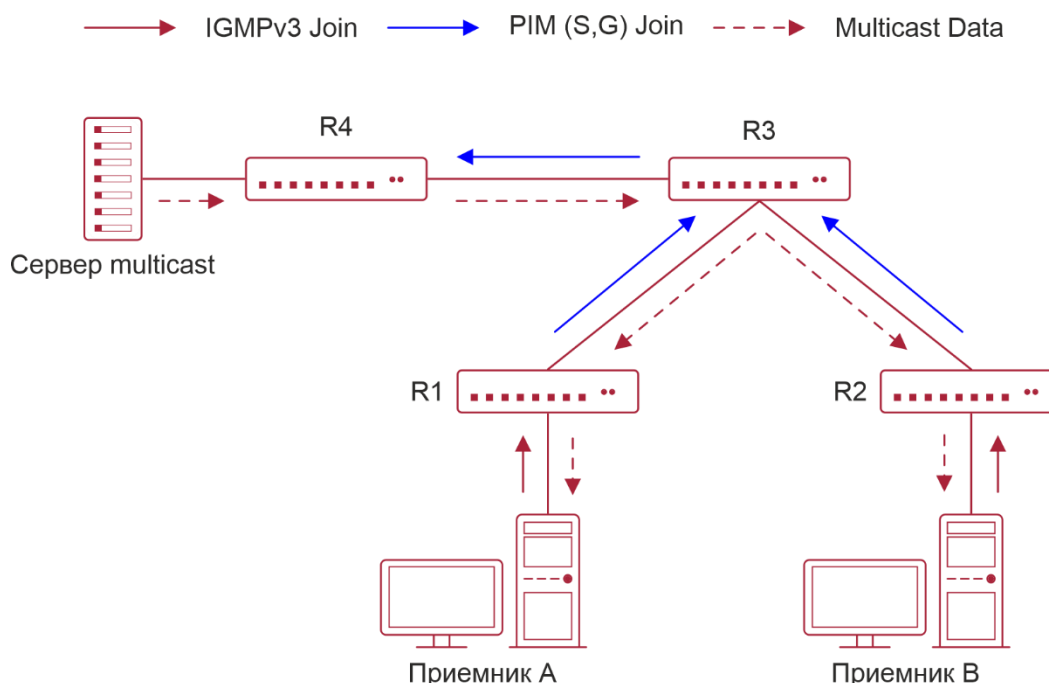 IGMPv3 Join PIM (S,G) Join Multicast Data
R4
R3
Сервер multicast
R1
R2
Приемник A
Приемник B